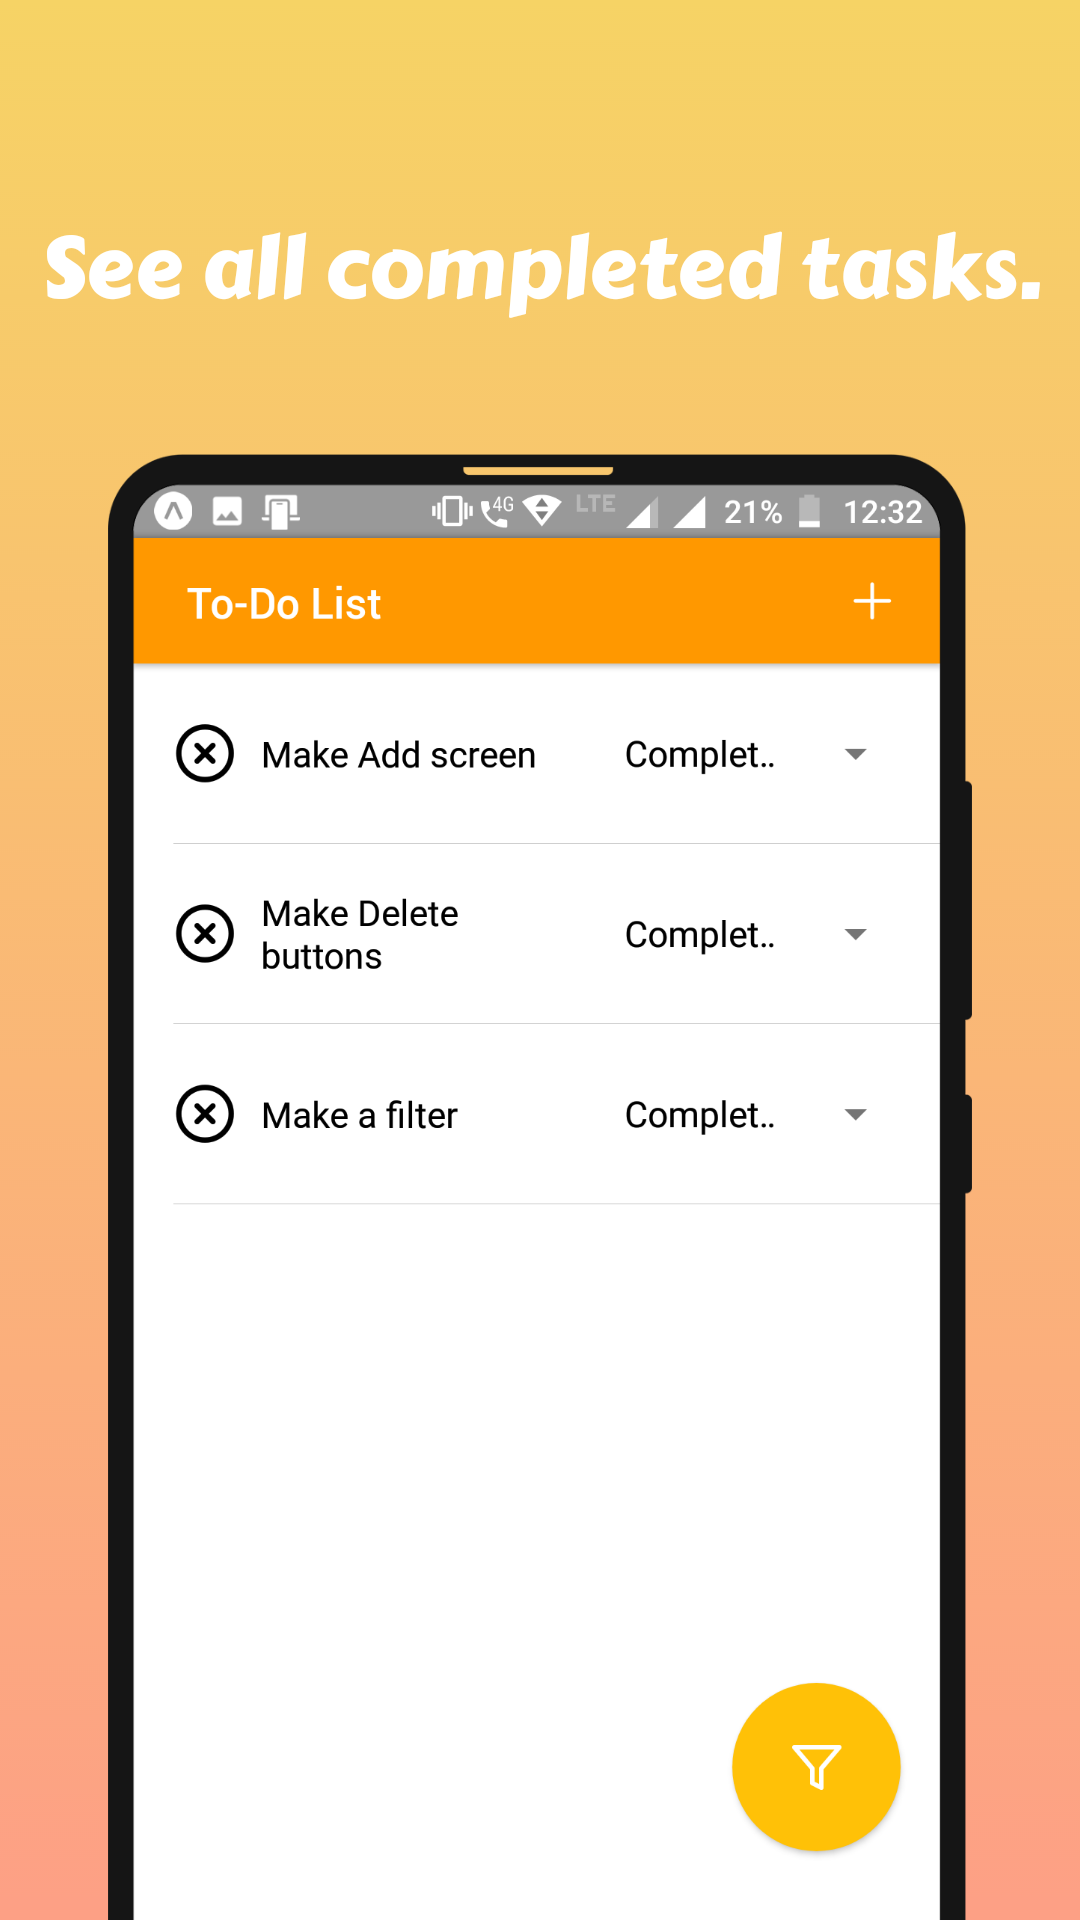 See all completed tasks.
4G LTE 21% 12:32
To-Do List
Make Add screen Complet..
Make Delete
buttons Complet..
Make a filter Complet..